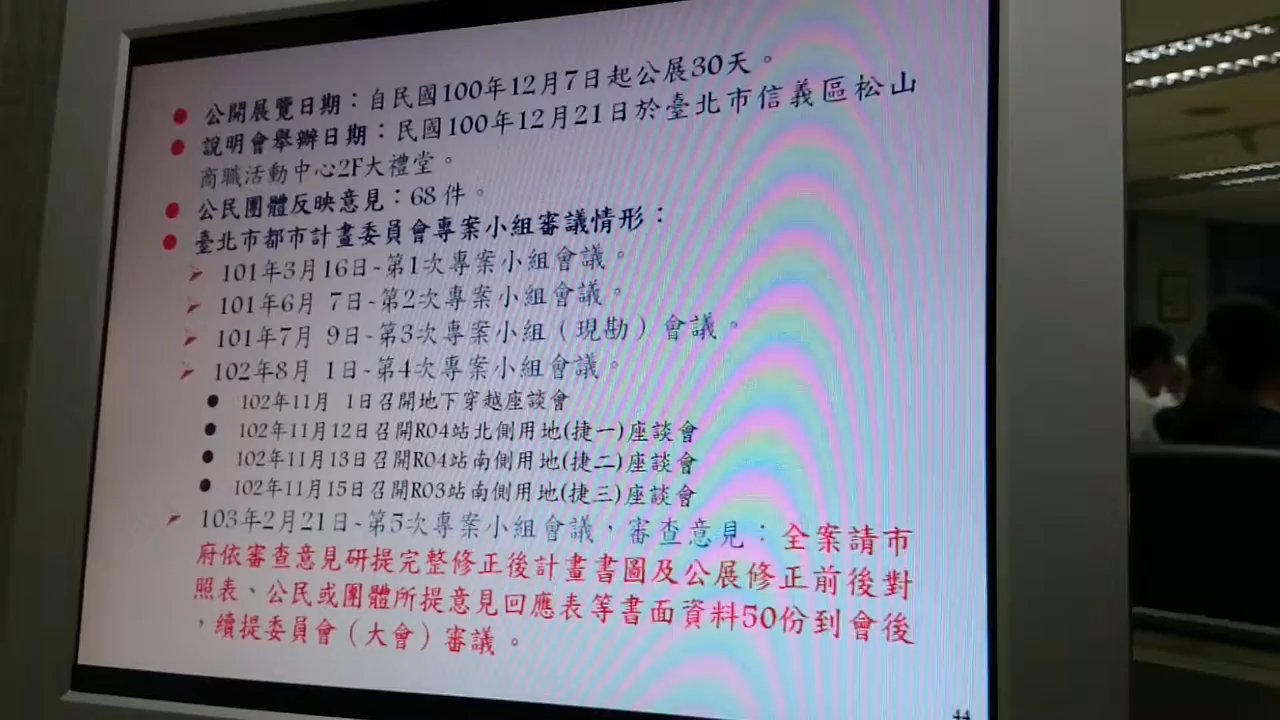 公開展覽日期：自民國100年12月7日起公展30天。
說明會舉辦日期：民國100年12月21日於臺北市信義區松山
商職活動中心2F大禮堂。
公民團體反映意見：68件。
臺北市都市計畫委員會專案小組審議情形：
101年3月16日-第1次專案小組會議。
101年6月 7日-第2次專案小組會議。
101年7月 9日-第3次專案小組（現勘）會議。
102年8月 1日-第4次專案小組會議。
102年11月 1日召開地下穿越座談會
102年11月12日召開R04站北側用地(捷一)座談會
102年11月13日召開R04站南側用地(捷二)座談會
102年11月15日召開R03站南側用地(捷三)座談會
103年2月21日-第5次專案小組會議，審查意見：全案請市
府依審查意見研提完整修正後計畫書圖及公展修正前後對
照表、公民或團體所提意見回應表等書面資料50份到會後
，續提委員會（大會）審議。